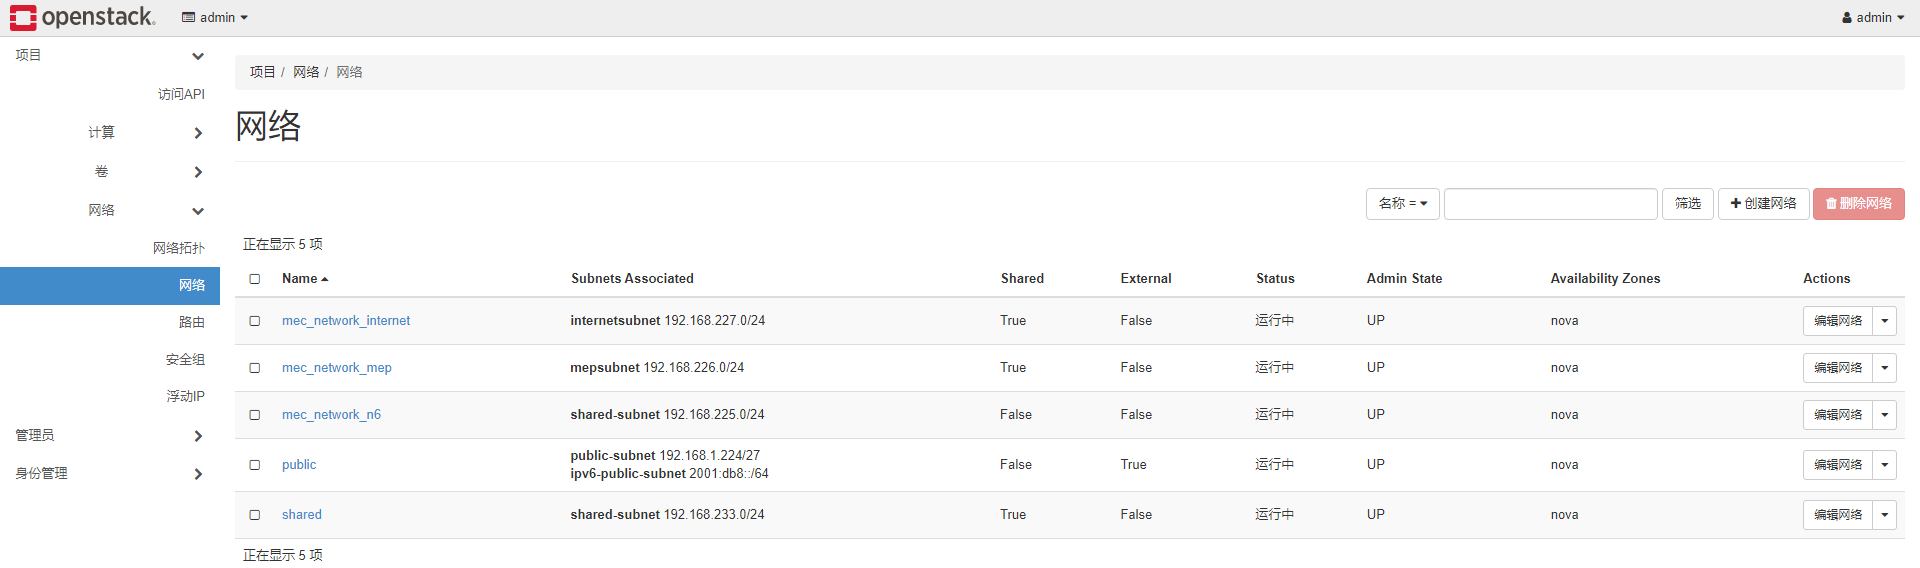 openstack.
admin
admin
项目
访问API
计算
卷
网络
网络拓扑
网络
路由
安全组
浮动IP
管理员
身份管理
项目 / 网络 / 网络
网络
名称 =
筛选
创建网络
删除网络
正在显示 5 项
Name Subnets Associated Shared External Status Admin State Availability Zones Actions
mec_network_internet internetsubnet 192.168.227.0/24 True False 运行中 UP nova 编辑网络
mec_network_mep mepsubnet 192.168.226.0/24 True False 运行中 UP nova 编辑网络
mec_network_n6 shared-subnet 192.168.225.0/24 False False 运行中 UP nova 编辑网络
public public-subnet 192.168.1.224/27 False True 运行中 UP nova 编辑网络
ipv6-public-subnet 2001:db8::/64
shared shared-subnet 192.168.233.0/24 True False 运行中 UP nova 编辑网络
正在显示 5 项